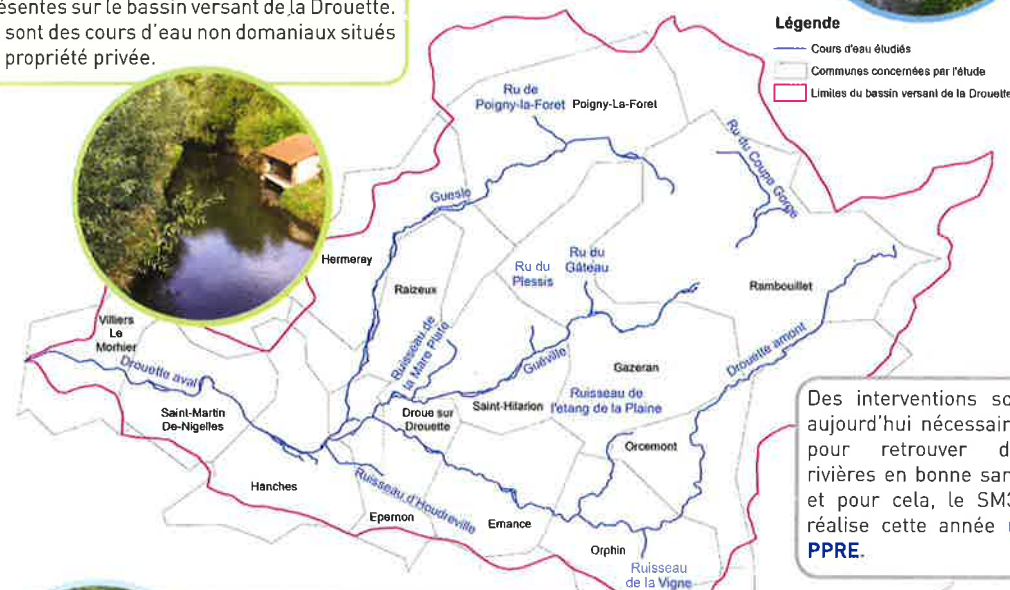 ésentes sur le bassin versant de la Drouette.
sont des cours d'eau non domaniaux situés
propriété privée.
Légende
Cours d'eau étudiés
Communes concernées par l'étude
Limites du bassin versant de la Drouette
Ru de
Poigny-la-Foret
Poigny-La-Foret
Ru du Coupe Gorge
Guesle
Hermeray
Raizeux
Ru du
Plessis
Ru du
Gâteau
Rambouillet
Villiers
Le
Morhier
Drouette aval
Ruisseau de
la Mare Plate
Guéville
Gazeran
Drouette amont
Saint-Martin
De-Nigelles
Droue sur
Drouette
Saint-Hilarion
Ruisseau de
l'etang de la Plaine
Orcemont
Hanches
Ruisseau d'Houdreville
Epernon
Emance
Orphin
Ruisseau
de la Vigne
Des interventions so
aujourd'hui nécessair
pour retrouver d
rivières en bonne san
et pour cela, le SM3
réalise cette année
PPRE.